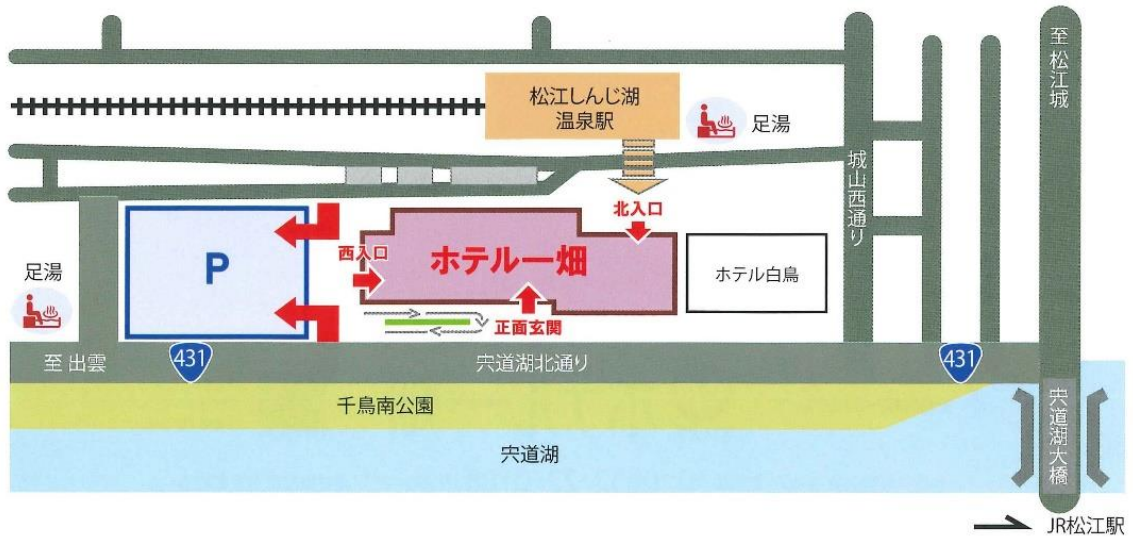 至 松江城
松江しんじ湖
温泉駅
足湯
城山西通り
北入口
西入口
ホテル一畑
P
ホテル白鳥
足湯
正面玄関
至 出雲
431
宍道湖北通り
431
千鳥南公園
宍道湖大橋
宍道湖
JR松江駅